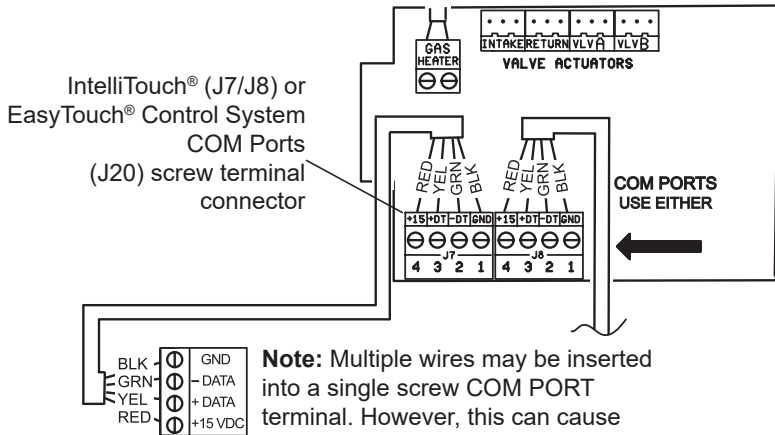 GAS
HEATER
INTAKE RETURN VLV A VLV B
VALVE ACTUATORS
IntelliTouch® (J7/J8) or
EasyTouch® Control System
COM Ports
(J20) screw terminal
connector
RED YEL GRN BLK
RED YEL GRN BLK
COM PORTS
USE EITHER
+15 +DT -DT GND
+15 +DT -DT GND
J7
J8
4 3 2 1
4 3 2 1
BLK GND
GRN – DATA
YEL + DATA
RED +15 VDC
Note: Multiple wires may be inserted
into a single screw COM PORT
terminal. However, this can cause